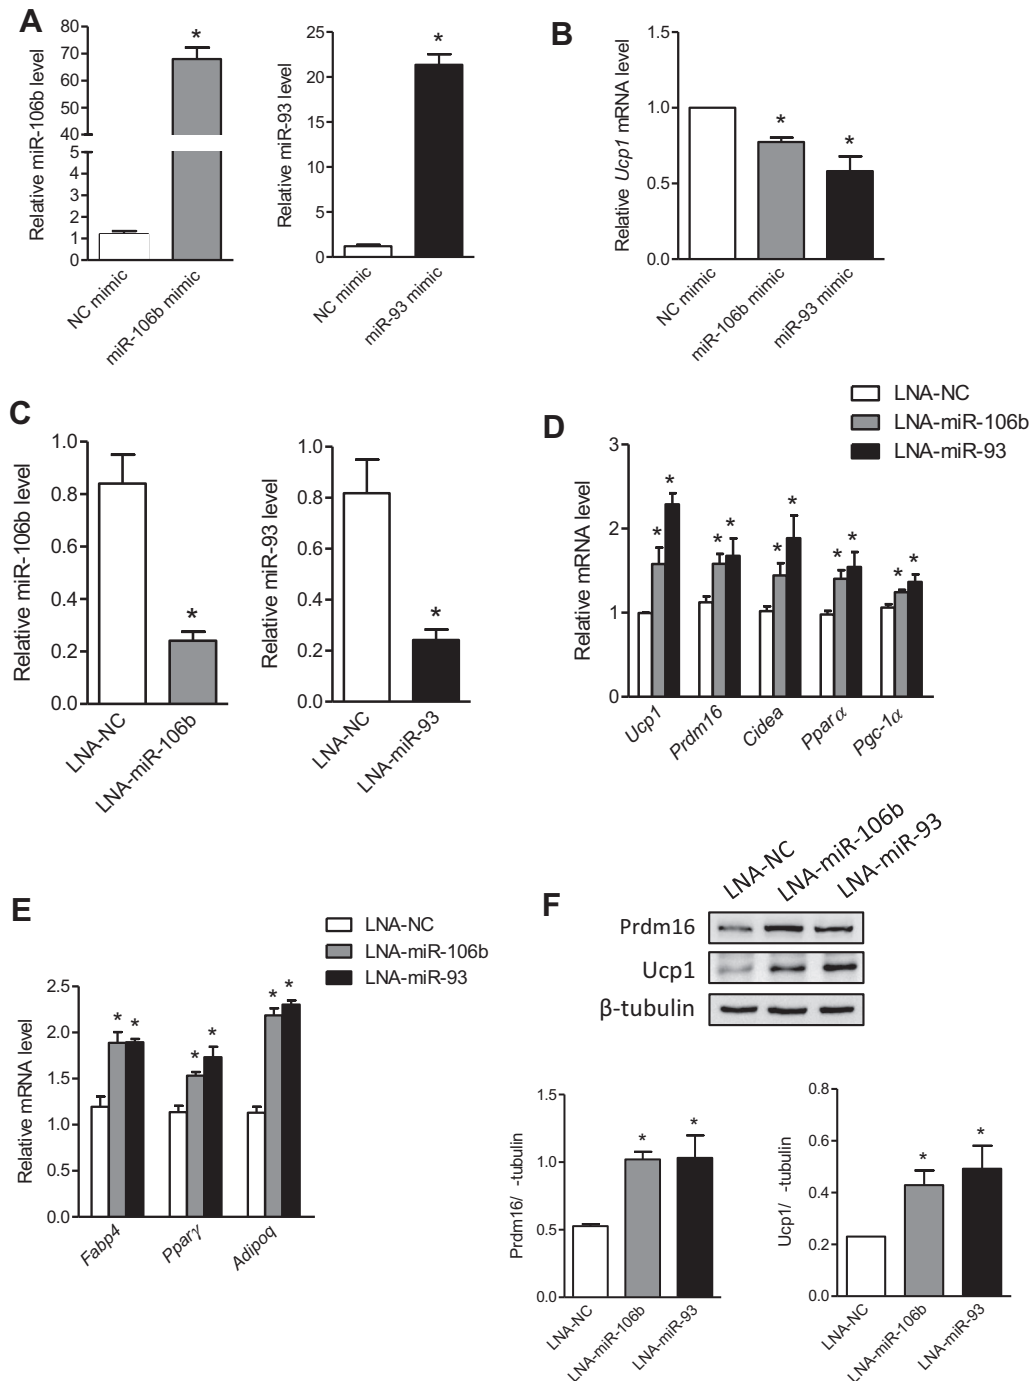 A
Relative miR-106b level
80
70
60
50
40
5
4
3
2
1
0
*
NC mimic
miR-106b mimic
Relative miR-93 level
25
20
15
10
5
0
*
NC mimic
miR-93 mimic
B
Relative Ucp1 mRNA level
1.5
1.0
0.5
0.0
*
*
NC mimic
miR-106b mimic
miR-93 mimic
C
Relative miR-106b level
1.0
0.8
0.6
0.4
0.2
0.0
*
LNA-NC
LNA-miR-106b
Relative miR-93 level
1.0
0.8
0.6
0.4
0.2
0.0
*
LNA-NC
LNA-miR-93
D
LNA-NC
LNA-miR-106b
LNA-miR-93
Relative mRNA level
3
2
1
0
* *
* *
* *
* *
* *
Ucp1
Prdm16
Cidea
Pparα
Pgc-1α
E
LNA-NC
LNA-miR-106b
LNA-miR-93
Relative mRNA level
2.5
2.0
1.5
1.0
0.5
0.0
* *
* *
* *
Fabp4
Pparγ
Adipoq
F
LNA-NC
LNA-miR-106b
LNA-miR-93
Prdm16
Ucp1
β-tubulin
Prdm16/ -tubulin
1.5
1.0
0.5
0.0
*
*
LNA-NC
LNA-miR-106b
LNA-miR-93
Ucp1/ -tubulin
0.8
0.6
0.4
0.2
0.0
*
*
LNA-NC
LNA-miR-106b
LNA-miR-93